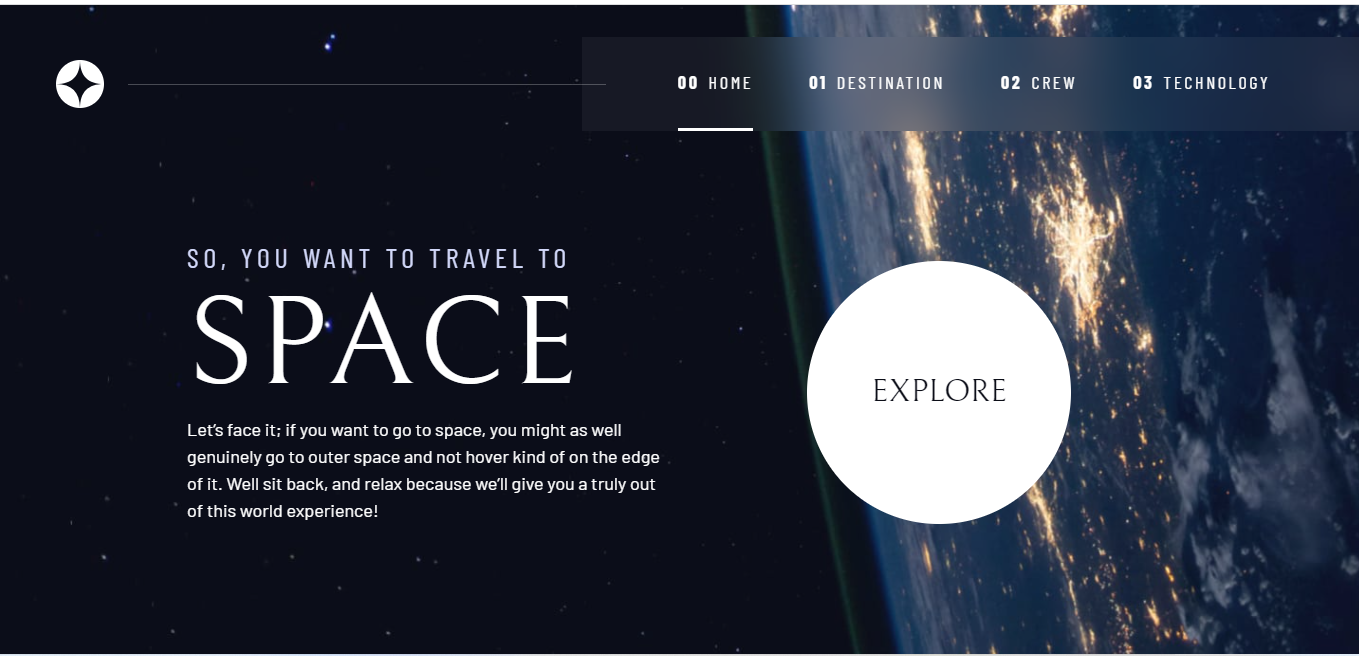 00 HOME 01 DESTINATION 02 CREW 03 TECHNOLOGY
SO, YOU WANT TO TRAVEL TO
SPACE
EXPLORE
Let’s face it; if you want to go to space, you might as well
genuinely go to outer space and not hover kind of on the edge
of it. Well sit back, and relax because we’ll give you a truly out
of this world experience!